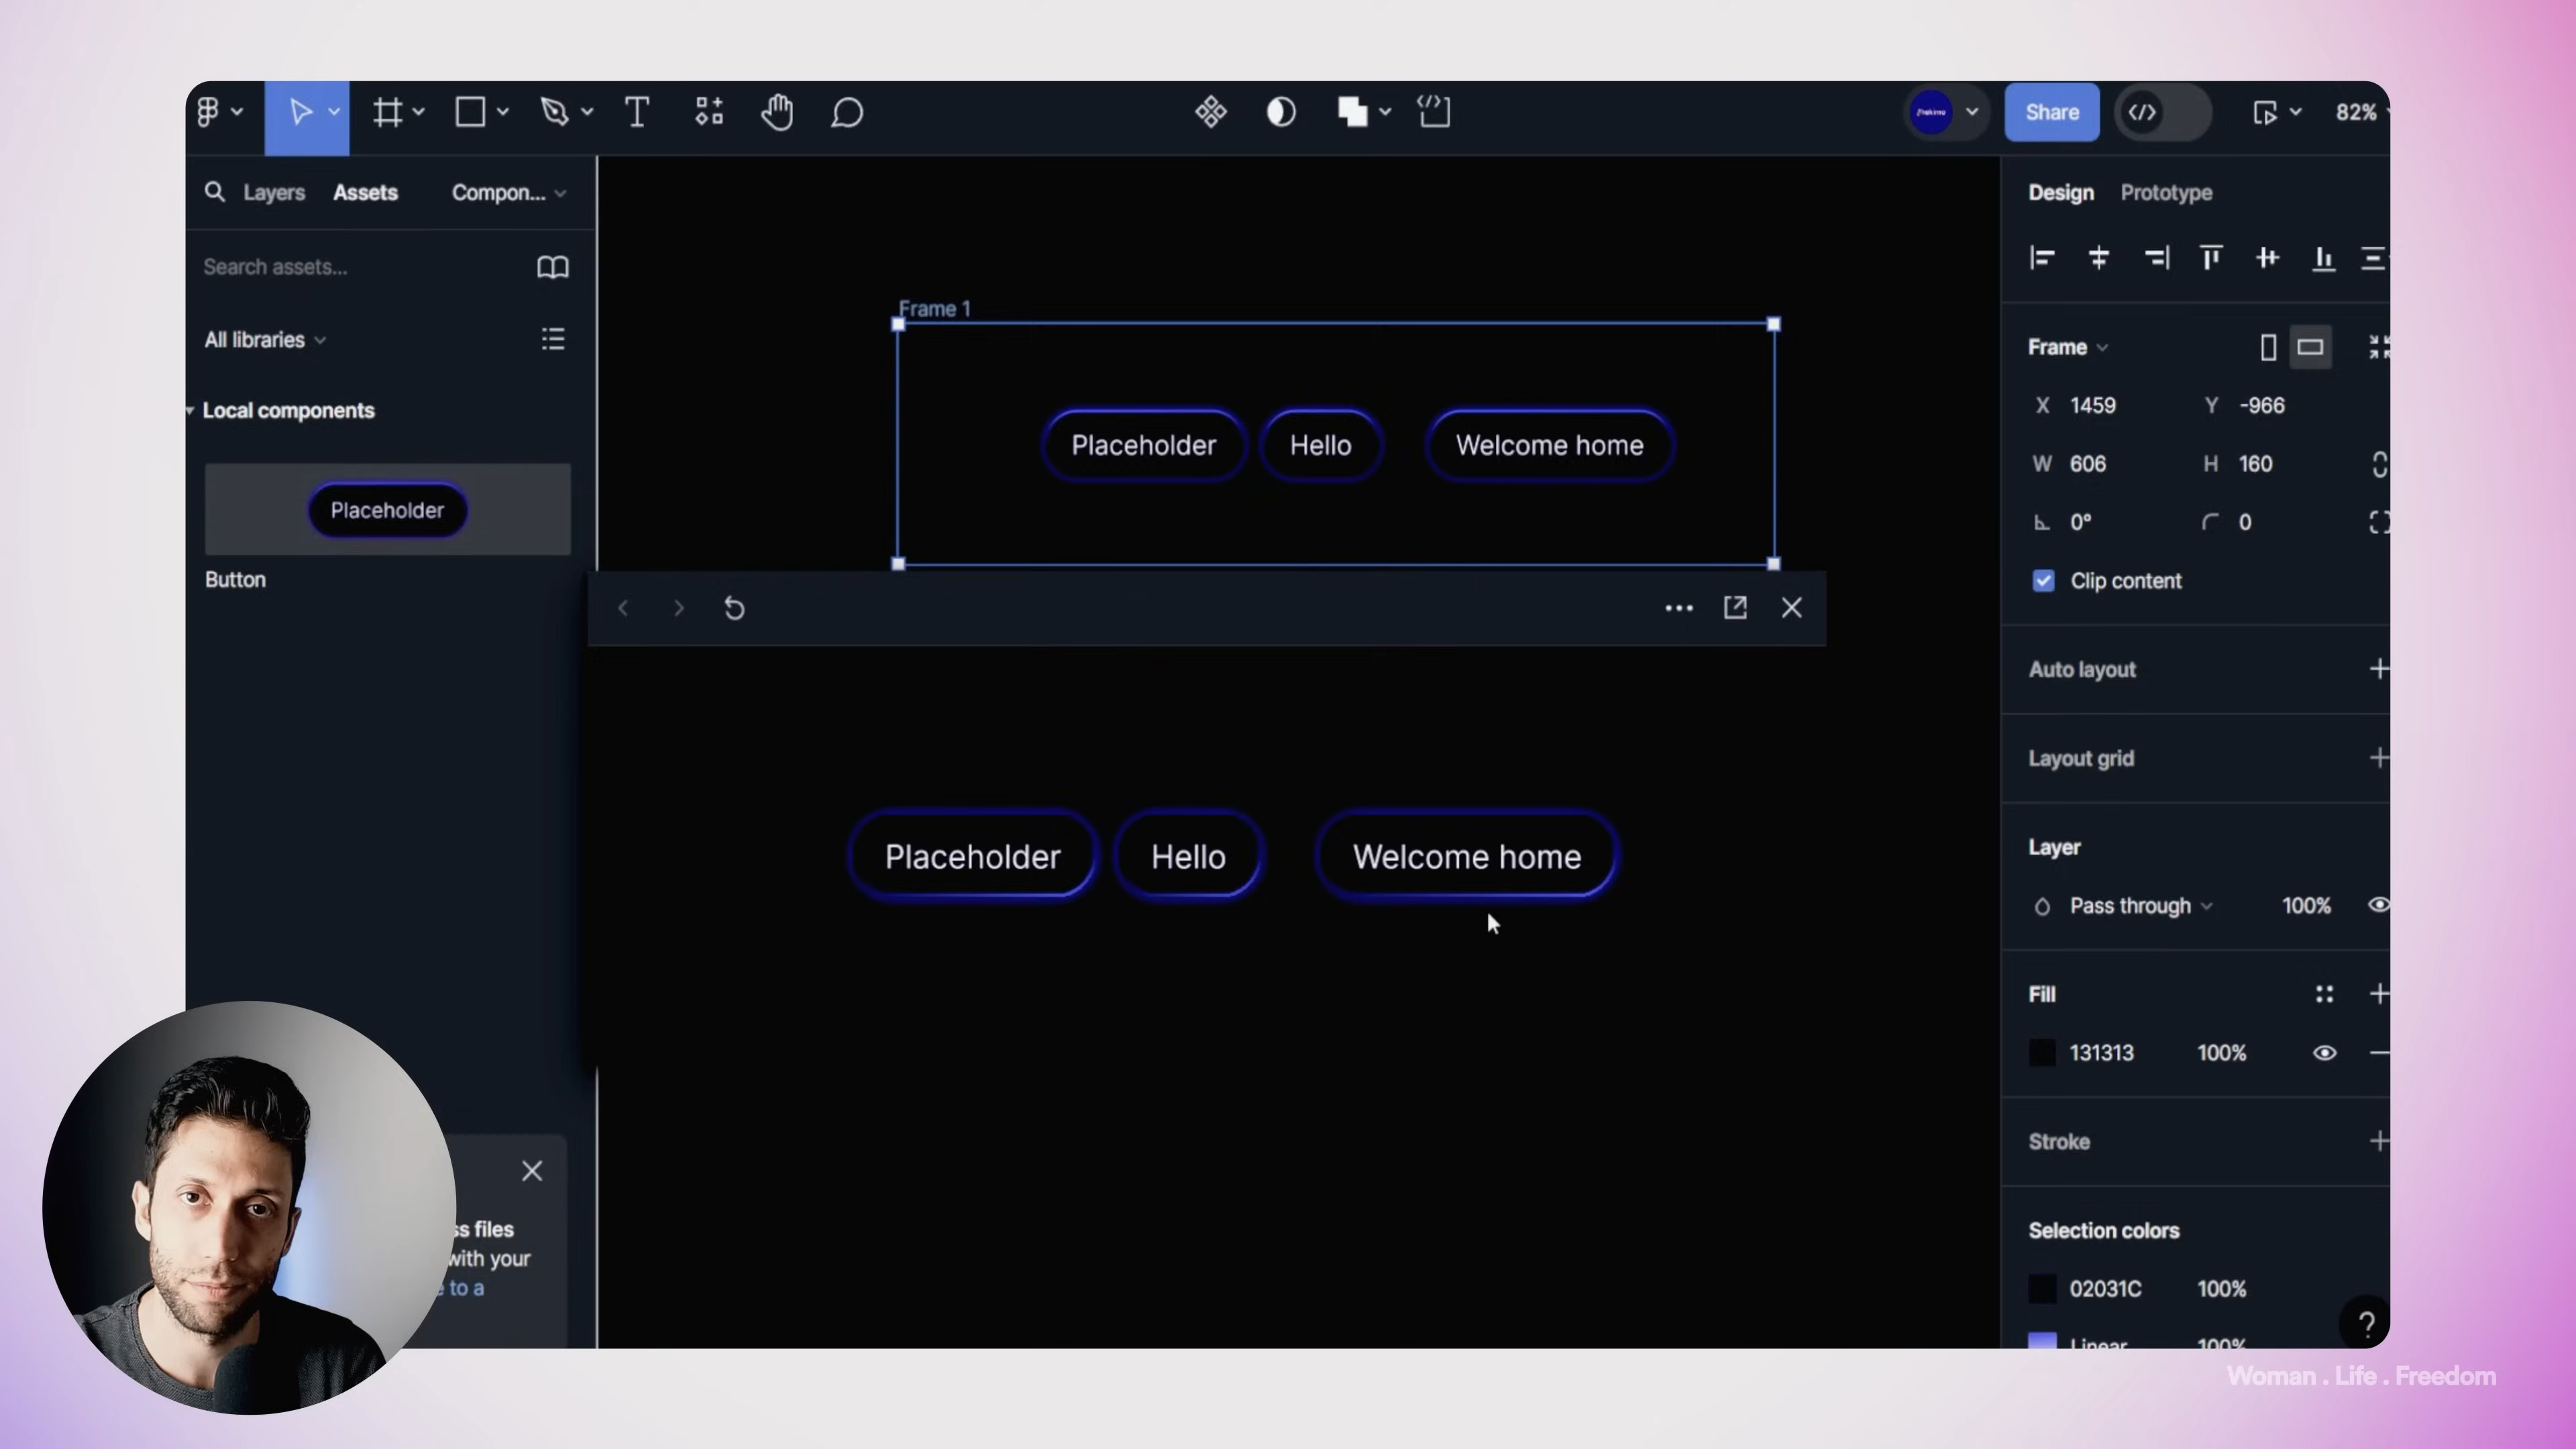 Share
82%
Layers
Assets
Compon...
Design
Prototype
Search assets...
All libraries
Local components
Placeholder
Button
Frame 1
Placeholder
Hello
Welcome home
Placeholder
Hello
Welcome home
Frame
X 1459
Y -966
W 606
H 160
0°
0
Clip content
Auto layout
Layout grid
Layer
Pass through
100%
Fill
131313
100%
Stroke
Selection colors
02031C
100%
Linear
100%
?
ss files
with your
to a
Woman . Life . Freedom